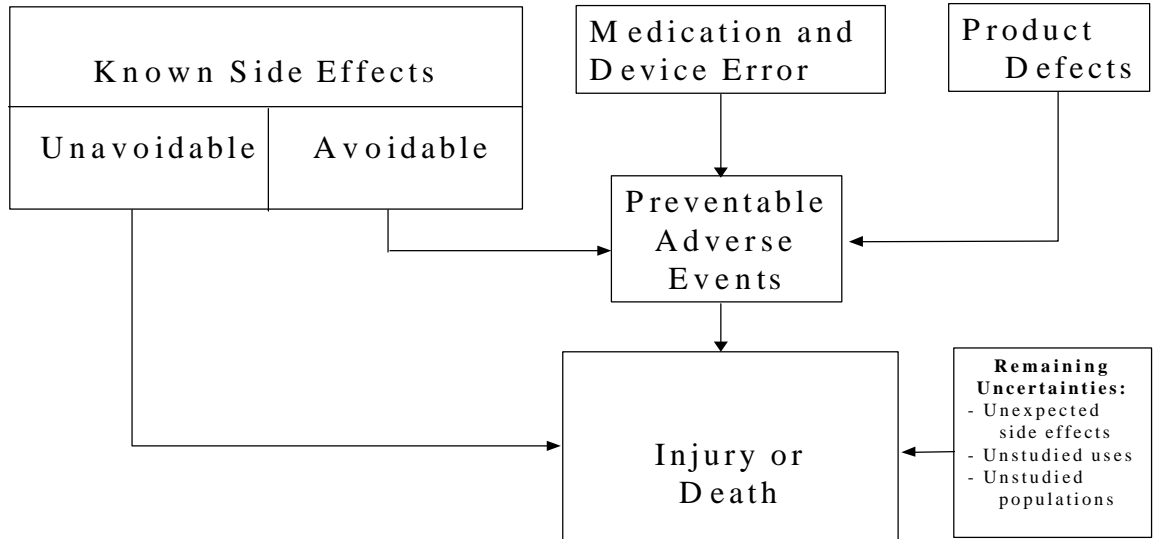 Known Side Effects
Unavoidable
Avoidable
Medication and
Device Error
Product
Defects
Preventable
Adverse
Events
Injury or
Death
Remaining
Uncertainties:
- Unexpected
side effects
- Unstudied uses
- Unstudied
populations